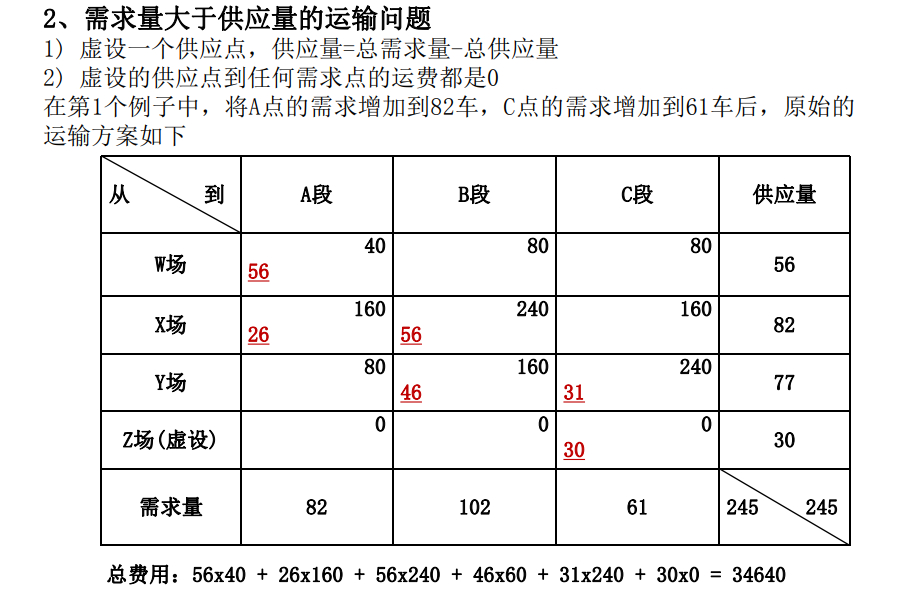 2、需求量大于供应量的运输问题
1) 虚设一个供应点，供应量=总需求量-总供应量
2) 虚设的供应点到任何需求点的运费都是0
在第1个例子中，将A点的需求增加到82车，C点的需求增加到61车后，原始的
运输方案如下
从 到 A段 B段 C段 供应量
W场 40 56 80 80 56
X场 160 26 240 56 160 82
Y场 80 160 46 240 31 77
Z场(虚设) 0 0 0 30 30
需求量 82 102 61 245 245
总费用：56x40 + 26x160 + 56x240 + 46x60 + 31x240 + 30x0 = 34640